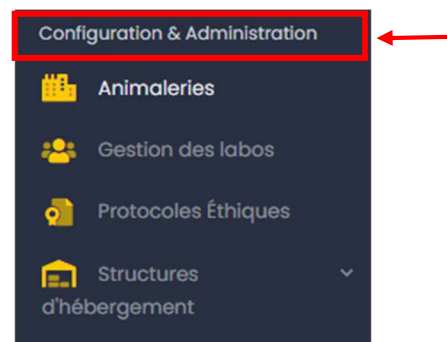 Configuration & Administration
Animaleries
Gestion des labos
Protocoles Éthiques
Structures
d'hébergement